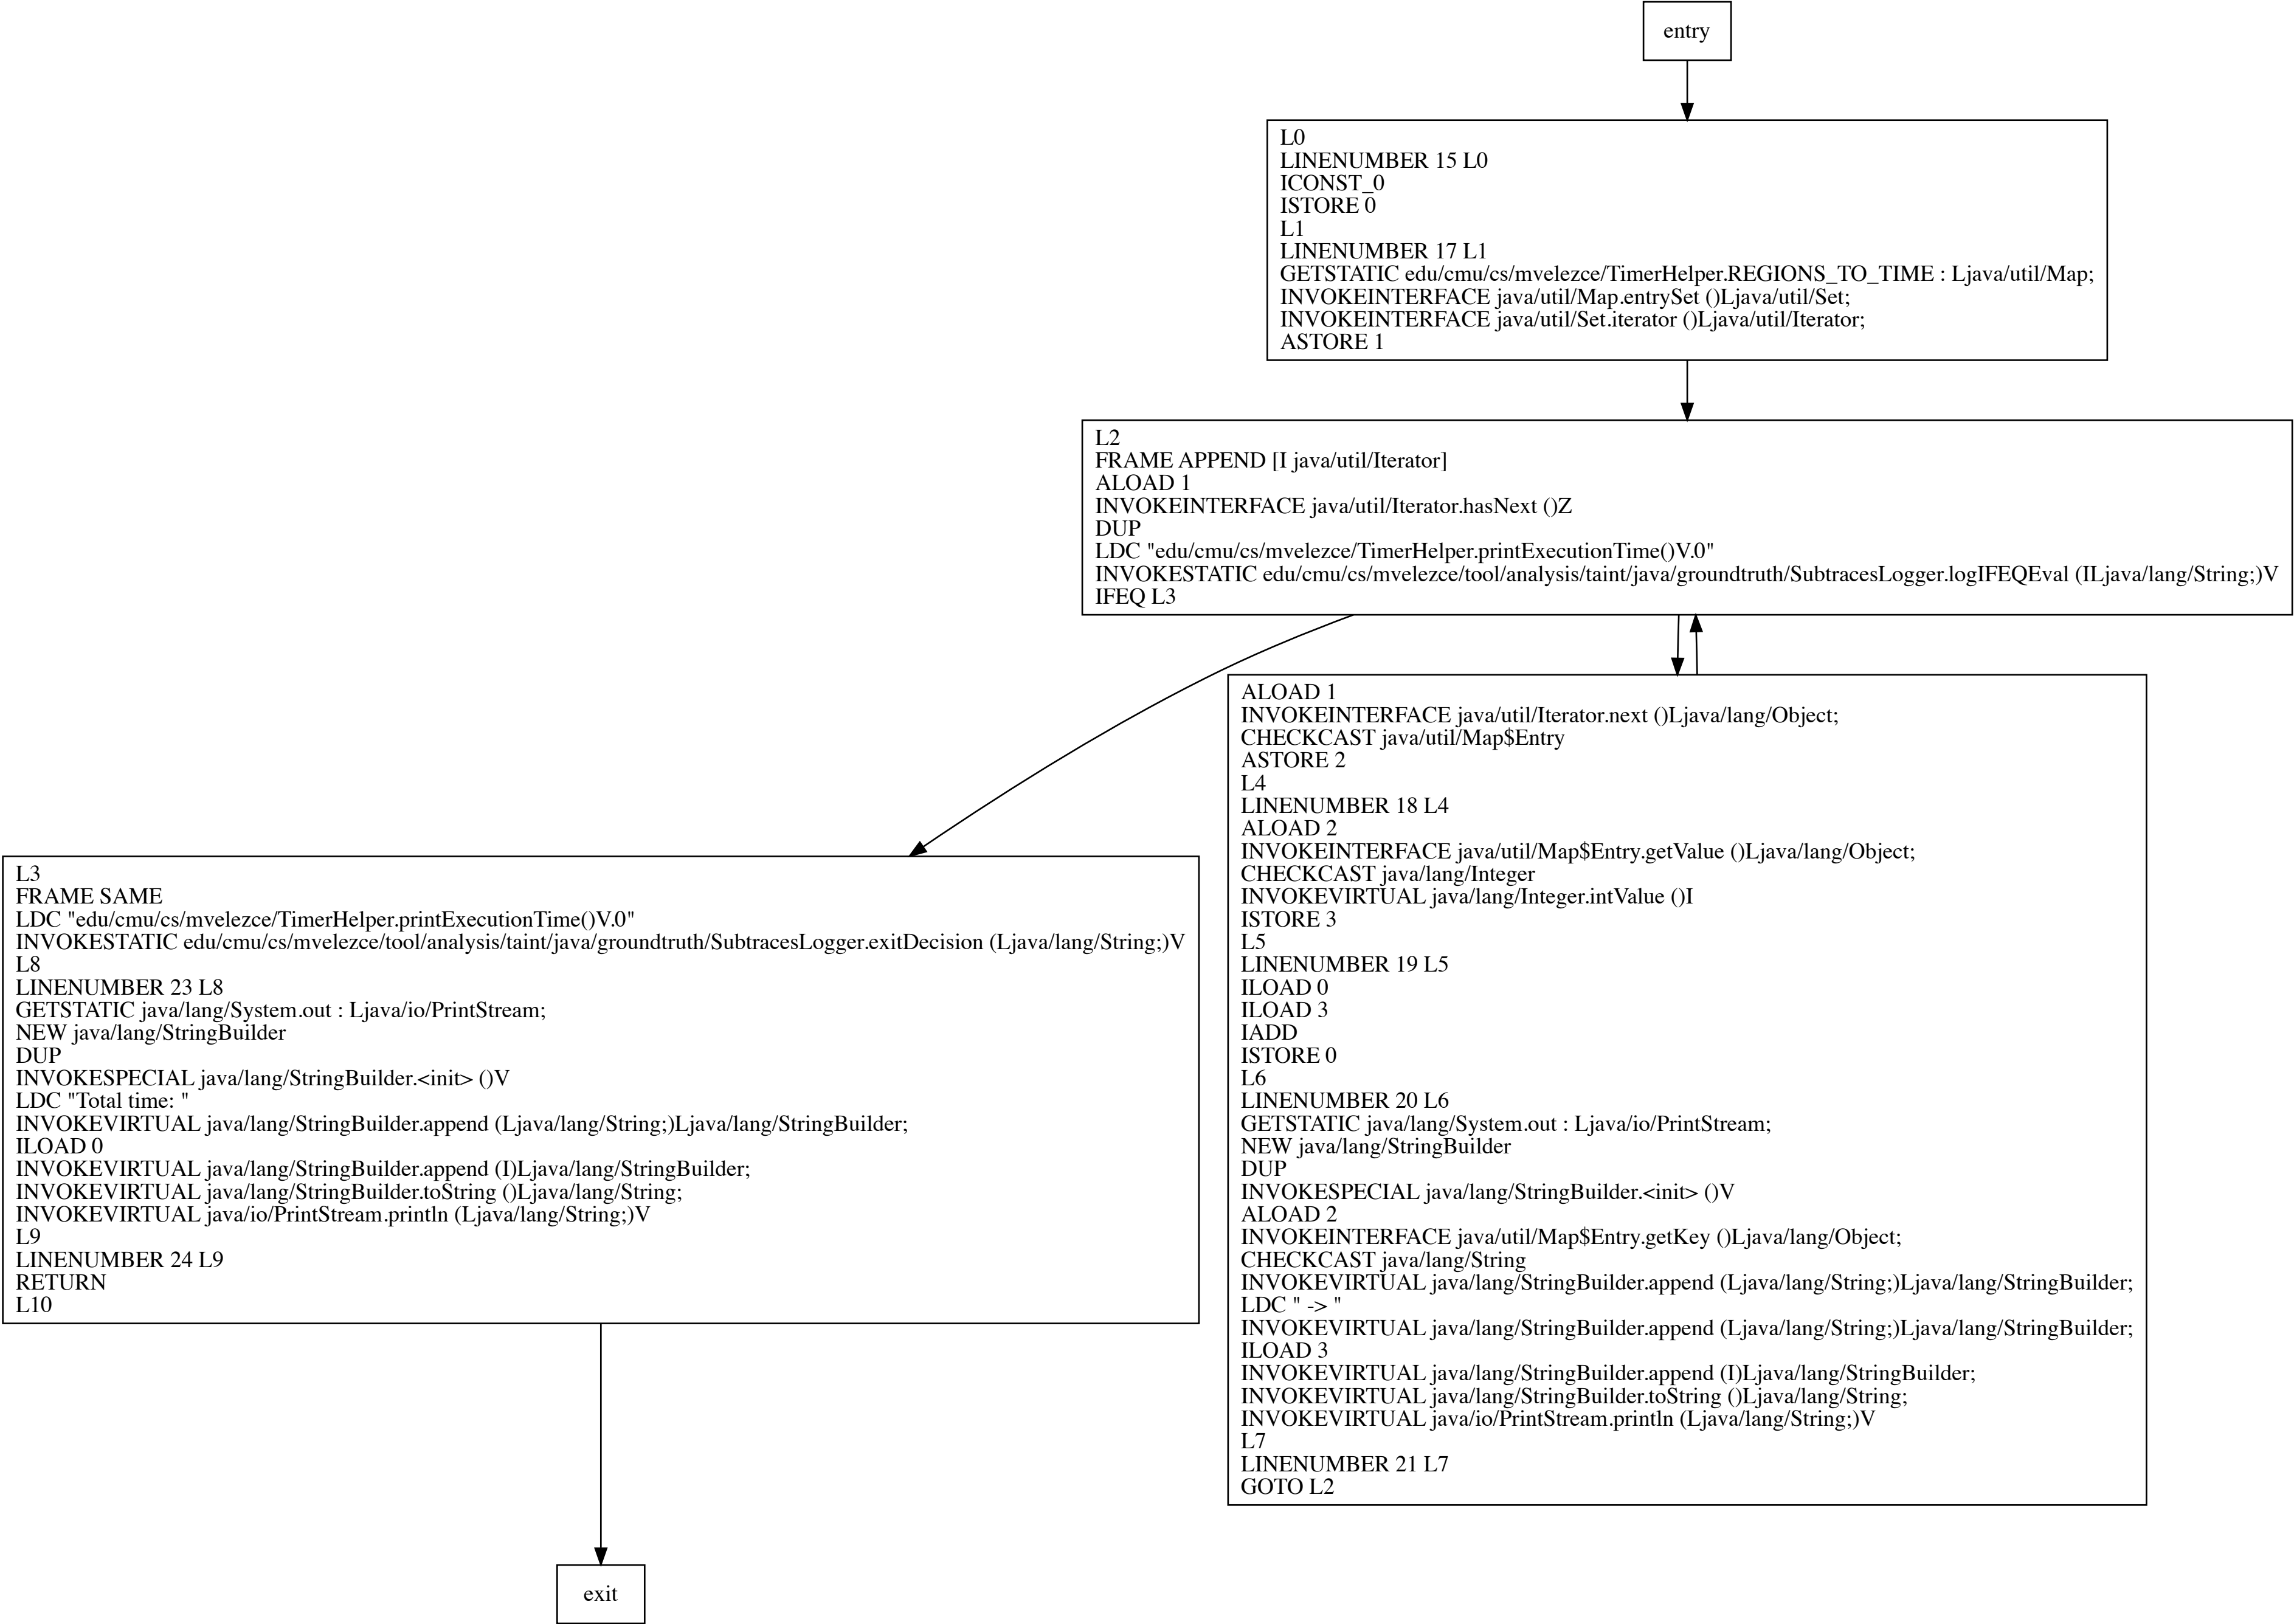 entry
L0
LINENUMBER 15 L0
ICONST_0
ISTORE 0
L1
LINENUMBER 17 L1
GETSTATIC edu/cmu/cs/mvelezce/TimerHelper.REGIONS_TO_TIME : Ljava/util/Map;
INVOKEINTERFACE java/util/Map.entrySet ()Ljava/util/Set;
INVOKEINTERFACE java/util/Set.iterator ()Ljava/util/Iterator;
ASTORE 1
L2
FRAME APPEND [I java/util/Iterator]
ALOAD 1
INVOKEINTERFACE java/util/Iterator.hasNext ()Z
DUP
LDC "edu/cmu/cs/mvelezce/TimerHelper.printExecutionTime()V.0"
INVOKESTATIC edu/cmu/cs/mvelezce/tool/analysis/taint/java/groundtruth/SubtracesLogger.logIFEQEval (ILjava/lang/String;)V
IFEQ L3
ALOAD 1
INVOKEINTERFACE java/util/Iterator.next ()Ljava/lang/Object;
CHECKCAST java/util/Map$Entry
ASTORE 2
L4
LINENUMBER 18 L4
ALOAD 2
INVOKEINTERFACE java/util/Map$Entry.getValue ()Ljava/lang/Object;
CHECKCAST java/lang/Integer
INVOKEVIRTUAL java/lang/Integer.intValue ()I
ISTORE 3
L5
LINENUMBER 19 L5
ILOAD 0
ILOAD 3
IADD
ISTORE 0
L6
LINENUMBER 20 L6
GETSTATIC java/lang/System.out : Ljava/io/PrintStream;
NEW java/lang/StringBuilder
DUP
INVOKESPECIAL java/lang/StringBuilder.<init> ()V
ALOAD 2
INVOKEINTERFACE java/util/Map$Entry.getKey ()Ljava/lang/Object;
CHECKCAST java/lang/String
INVOKEVIRTUAL java/lang/StringBuilder.append (Ljava/lang/String;)Ljava/lang/StringBuilder;
LDC " -> "
INVOKEVIRTUAL java/lang/StringBuilder.append (Ljava/lang/String;)Ljava/lang/StringBuilder;
ILOAD 3
INVOKEVIRTUAL java/lang/StringBuilder.append (I)Ljava/lang/StringBuilder;
INVOKEVIRTUAL java/lang/StringBuilder.toString ()Ljava/lang/String;
INVOKEVIRTUAL java/io/PrintStream.println (Ljava/lang/String;)V
L7
LINENUMBER 21 L7
GOTO L2
L3
FRAME SAME
LDC "edu/cmu/cs/mvelezce/TimerHelper.printExecutionTime()V.0"
INVOKESTATIC edu/cmu/cs/mvelezce/tool/analysis/taint/java/groundtruth/SubtracesLogger.exitDecision (Ljava/lang/String;)V
L8
LINENUMBER 23 L8
GETSTATIC java/lang/System.out : Ljava/io/PrintStream;
NEW java/lang/StringBuilder
DUP
INVOKESPECIAL java/lang/StringBuilder.<init> ()V
LDC "Total time: "
INVOKEVIRTUAL java/lang/StringBuilder.append (Ljava/lang/String;)Ljava/lang/StringBuilder;
ILOAD 0
INVOKEVIRTUAL java/lang/StringBuilder.append (I)Ljava/lang/StringBuilder;
INVOKEVIRTUAL java/lang/StringBuilder.toString ()Ljava/lang/String;
INVOKEVIRTUAL java/io/PrintStream.println (Ljava/lang/String;)V
L9
LINENUMBER 24 L9
RETURN
L10
exit